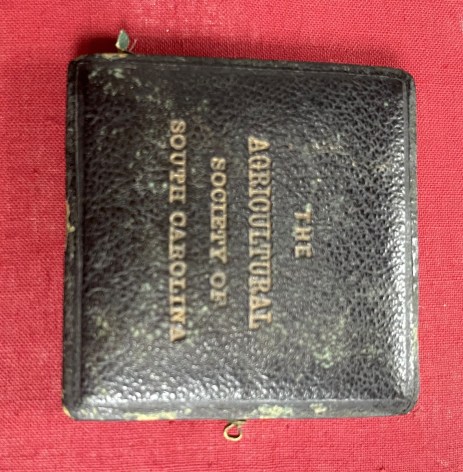 THE
AGRICULTURAL
SOCIETY OF
SOUTH CAROLINA